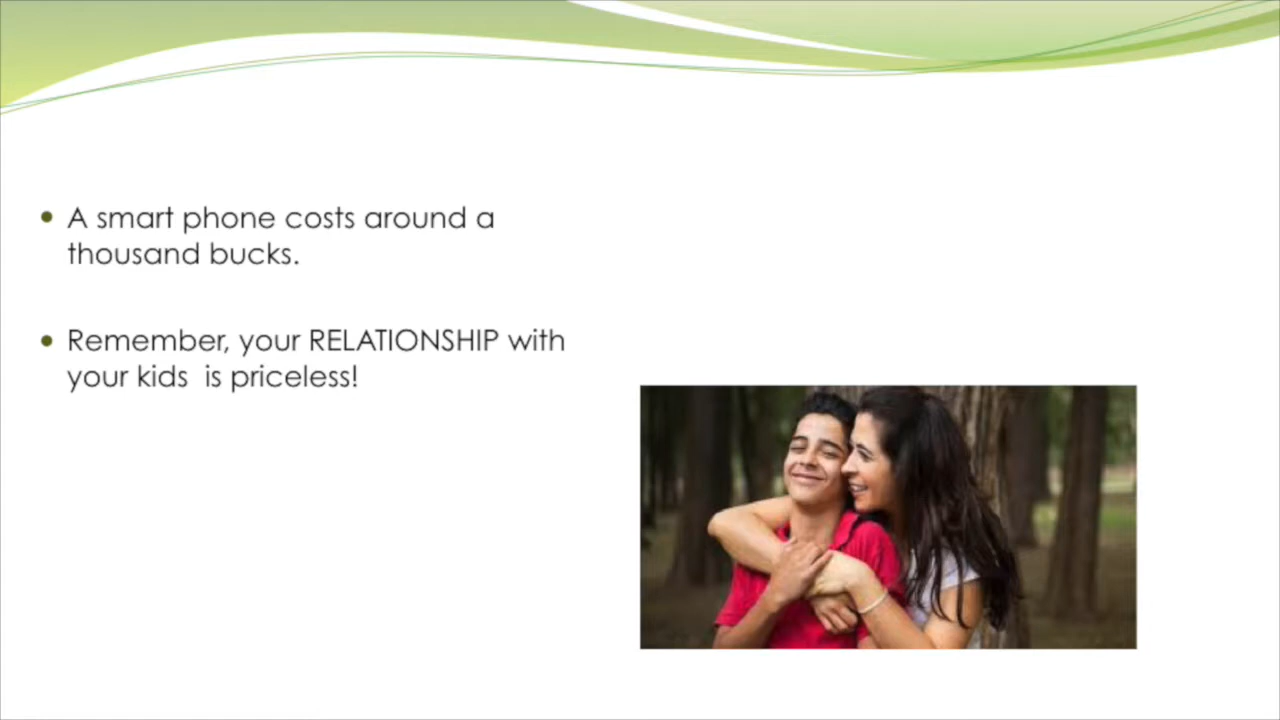 A smart phone costs around a
thousand bucks.
Remember, your RELATIONSHIP with
your kids  is priceless!